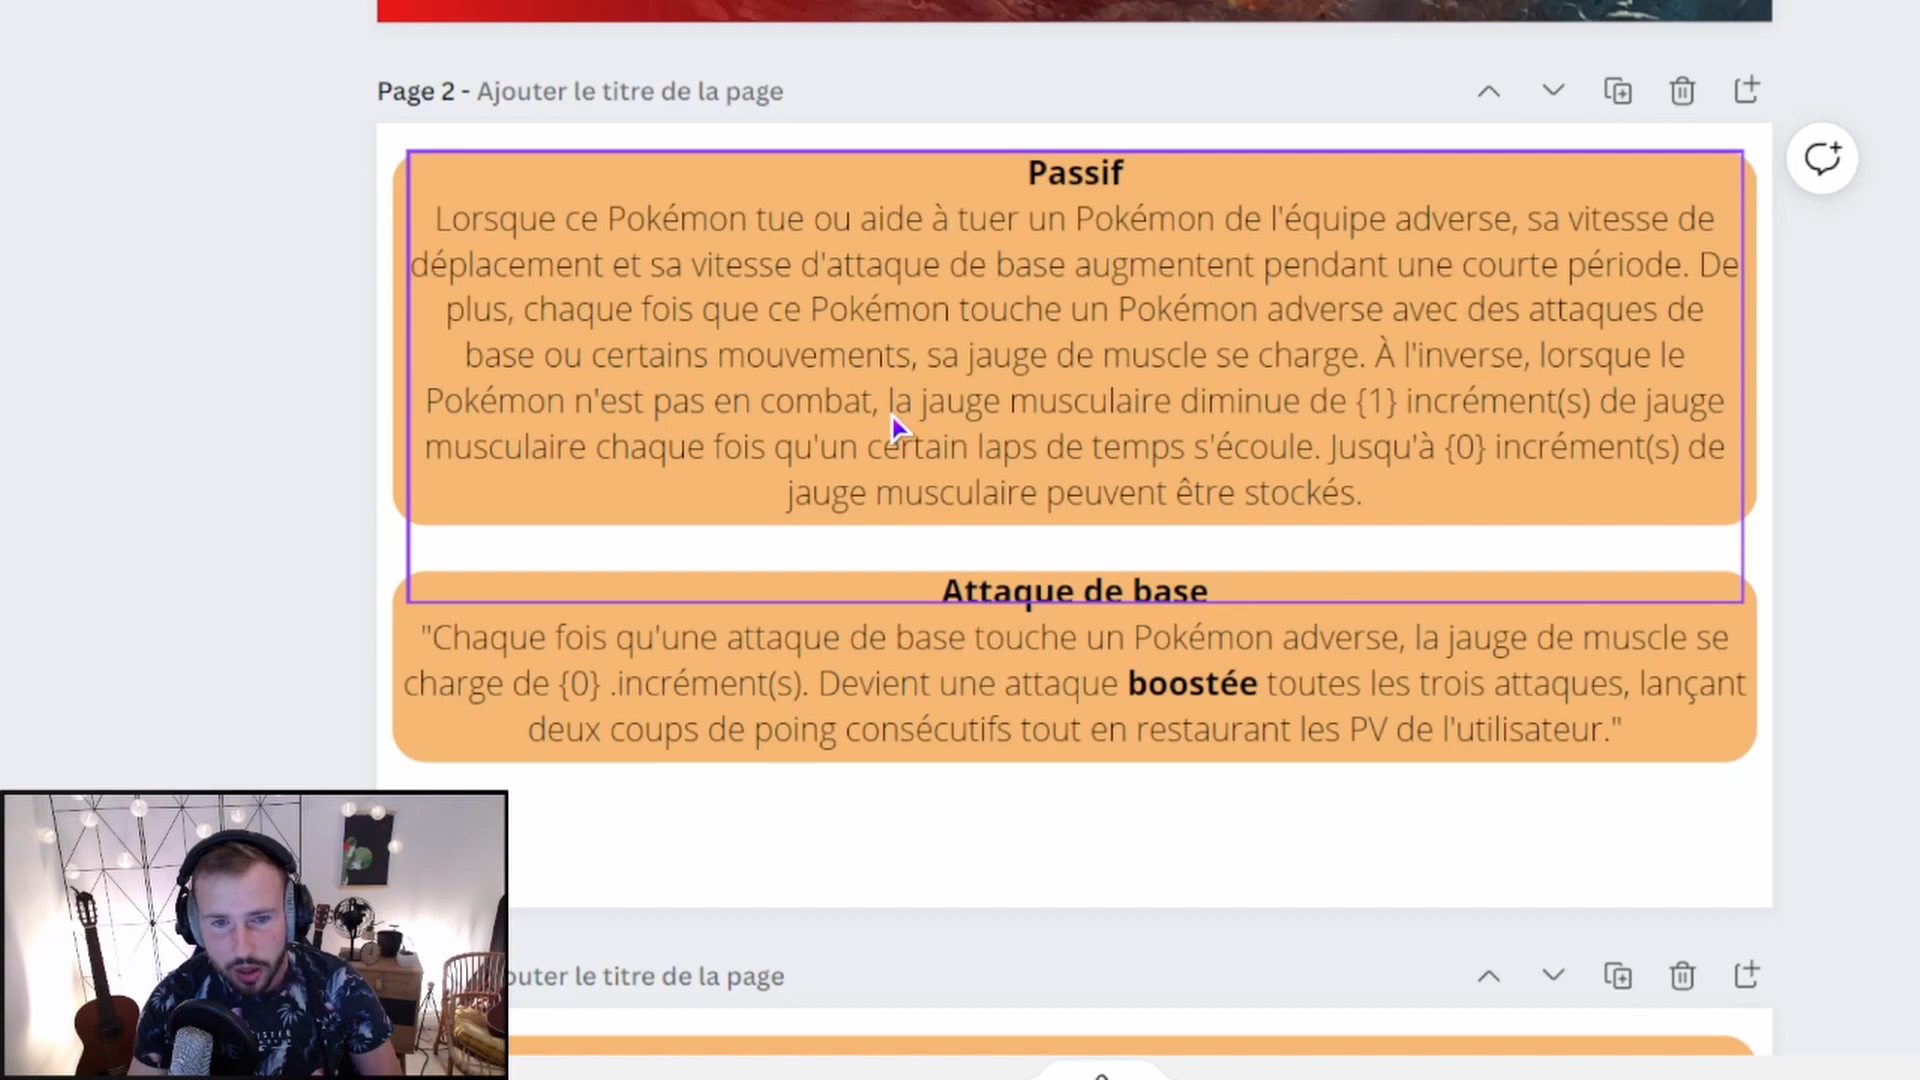 Page 2 - Ajouter le titre de la page
Passif
Lorsque ce Pokémon tue ou aide à tuer un Pokémon de l'équipe adverse, sa vitesse de
déplacement et sa vitesse d'attaque de base augmentent pendant une courte période. De
plus, chaque fois que ce Pokémon touche un Pokémon adverse avec des attaques de
base ou certains mouvements, sa jauge de muscle se charge. À l'inverse, lorsque le
Pokémon n'est pas en combat, la jauge musculaire diminue de {1} incrément(s) de jauge
musculaire chaque fois qu'un certain laps de temps s'écoule. Jusqu'à {0} incrément(s) de
jauge musculaire peuvent être stockés.
Attaque de base
"Chaque fois qu'une attaque de base touche un Pokémon adverse, la jauge de muscle se
charge de {0} .incrément(s). Devient une attaque boostée toutes les trois attaques, lançant
deux coups de poing consécutifs tout en restaurant les PV de l'utilisateur."
outer le titre de la page